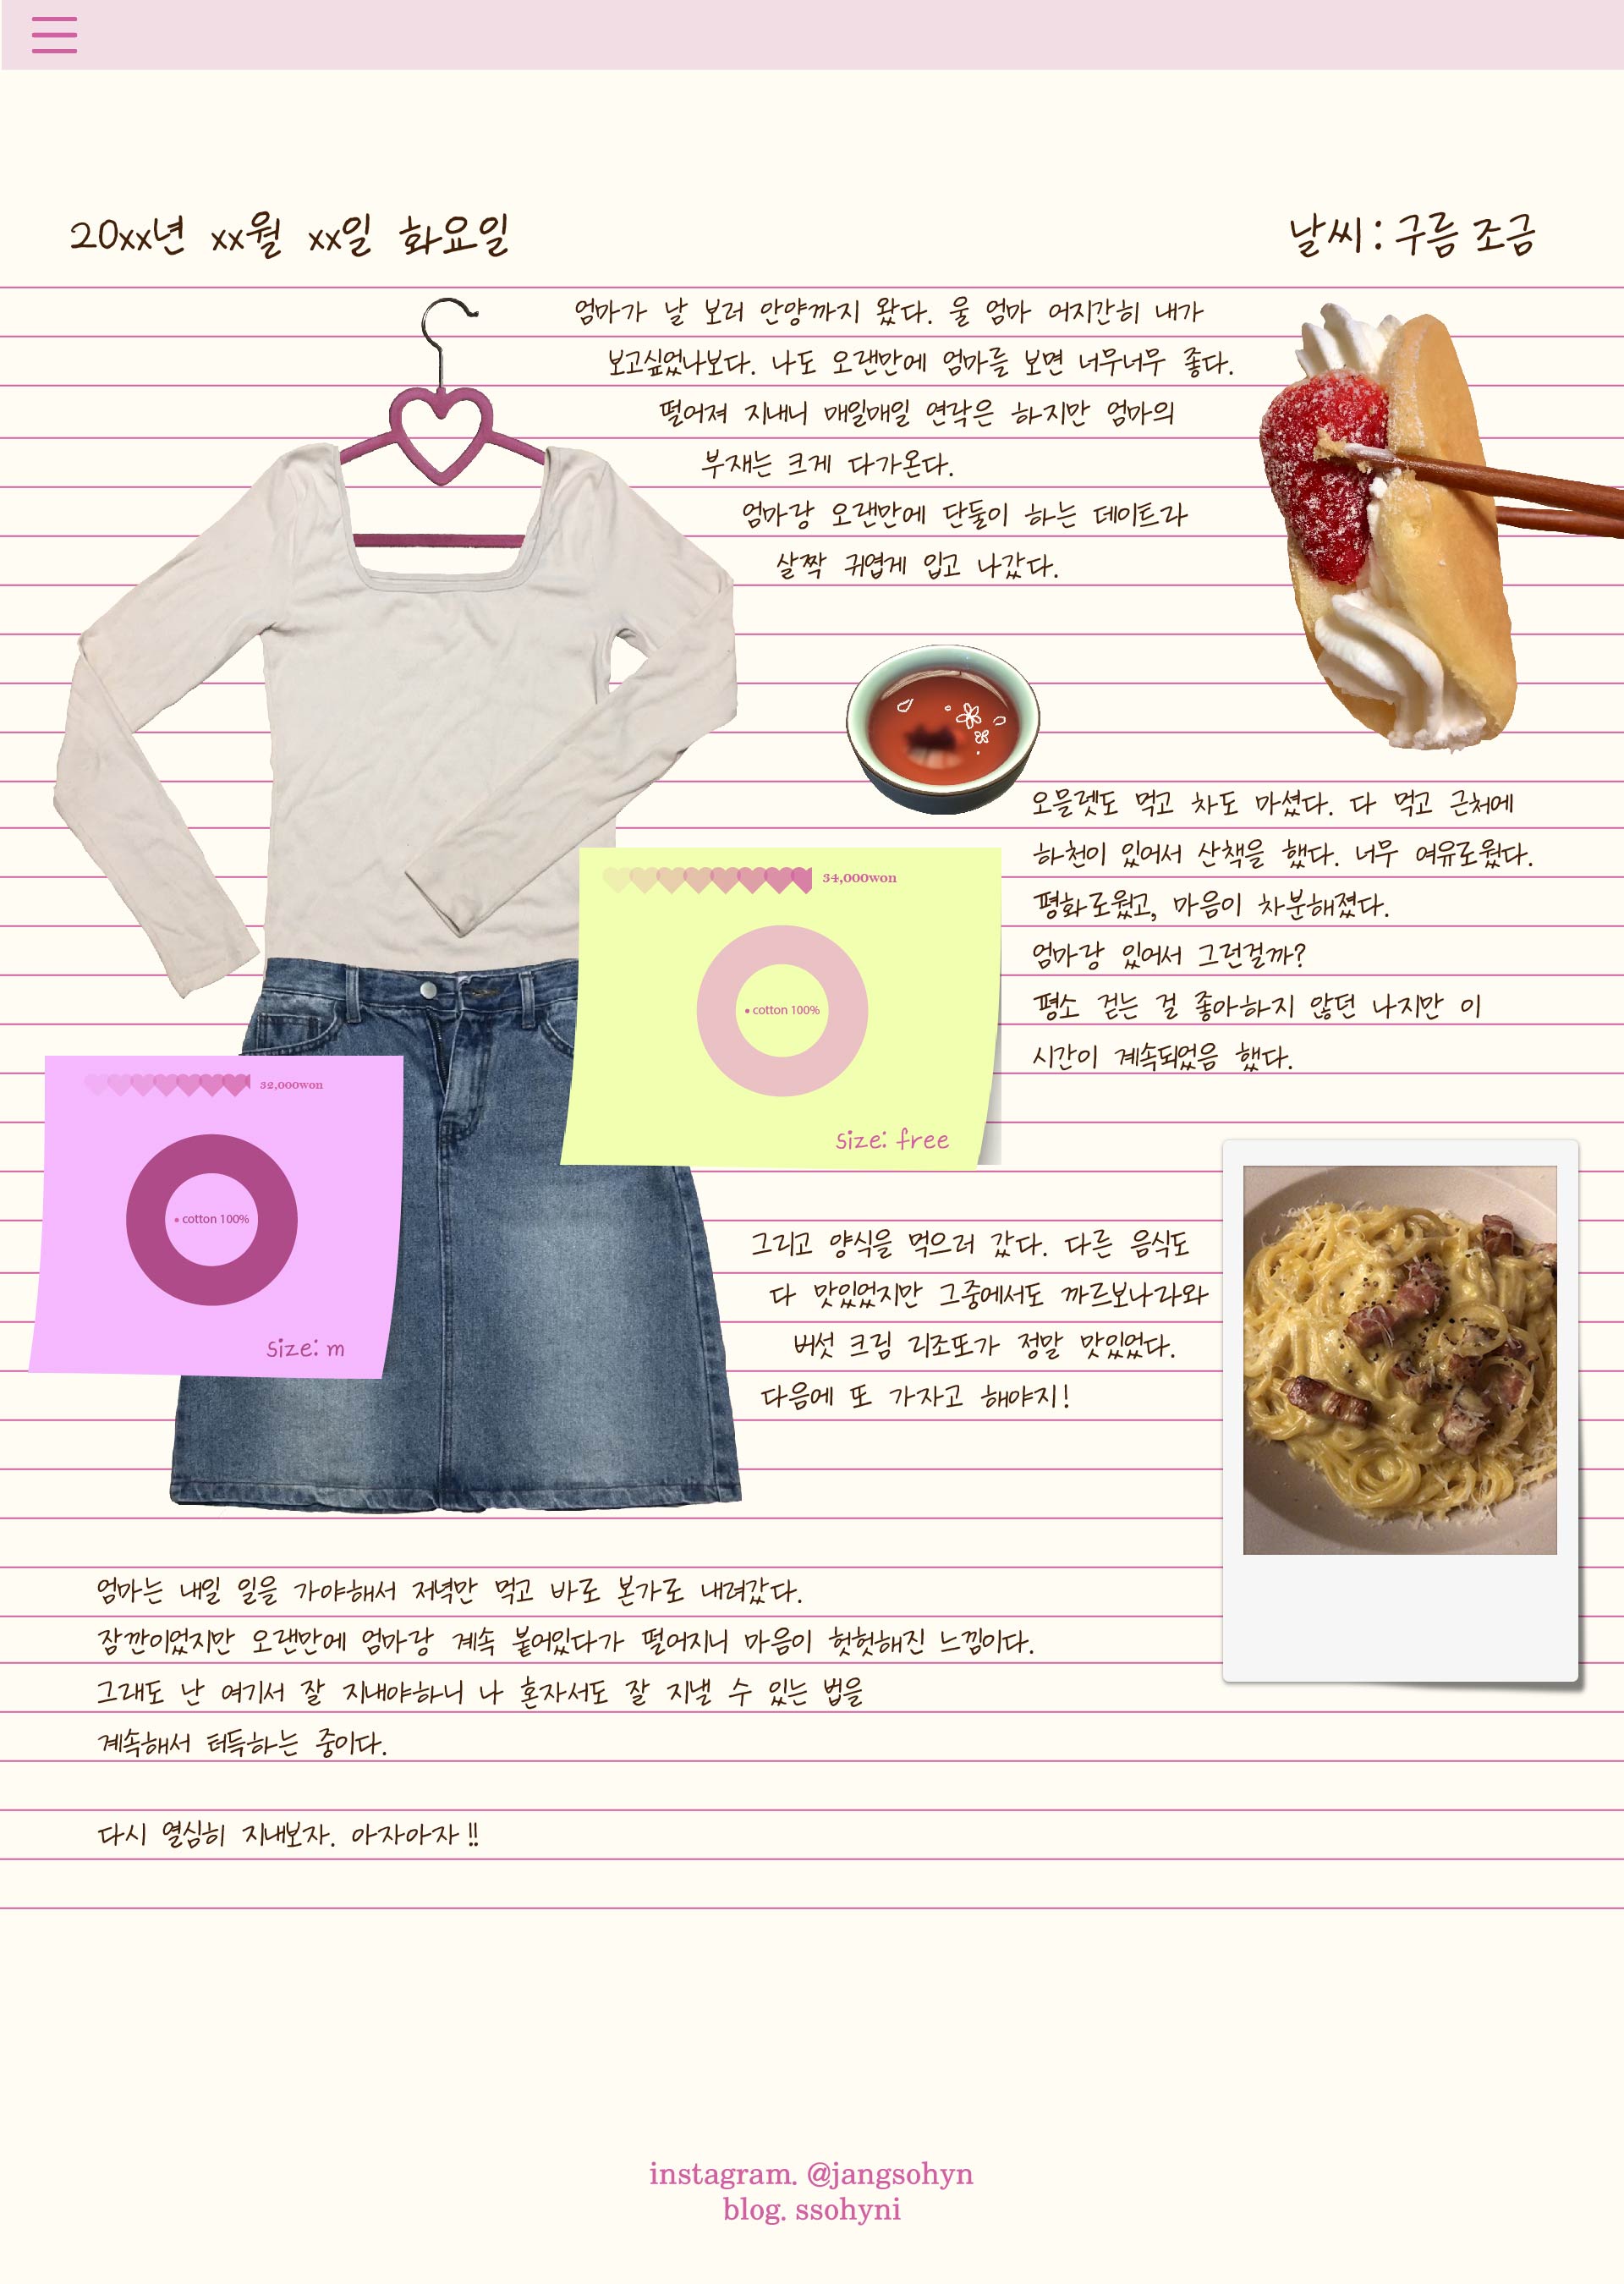 20xx년 xx월 xx일 화요일
날씨 : 구름 조금
엄마가 날 보러 안양까지 왔다. 울 엄마 어지간히 내가
보고싶었나보다. 나도 오랜만에 엄마를 보면 너무너무 좋다.
떨어져 지내니 매일매일 연락은 하지만 엄마의
부재는 크게 다가온다.
엄마랑 오랜만에 단둘이 하는 데이트라
살짝 귀엽게 입고 나갔다.
오믈렛도 먹고 차도 마셨다. 다 먹고 근처에
하천이 있어서 산책을 했다. 너무 여유로웠다.
평화로웠고, 마음이 차분해졌다.
엄마랑 있어서 그런걸까?
평소 걷는 걸 좋아하지 않던 나지만 이
시간이 계속되었음 했다.
34,000won
• cotton 100%
size: free
32,000won
• cotton 100%
size: m
그리고 양식을 먹으러 갔다. 다른 음식도
다 맛있었지만 그중에서도 까르보나라와
버섯 크림 리조또가 정말 맛있었다.
다음에 또 가자고 해야지!
엄마는 내일 일을 가야해서 저녁만 먹고 바로 본가로 내려갔다.
잠깐이었지만 오랜만에 엄마랑 계속 붙어있다가 떨어지니 마음이 헛헛해진 느낌이다.
그래도 난 여기서 잘 지내야하니 나 혼자서도 잘 지낼 수 있는 법을
계속해서 터득하는 중이다.
다시 열심히 지내보자. 아자아자 !!
instagram. @jangsohyn
blog. ssohyni